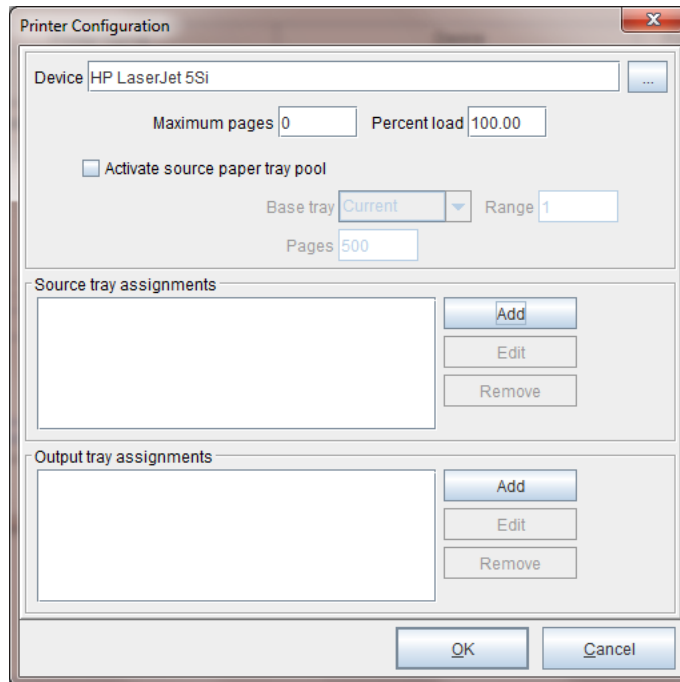 Printer Configuration
Device HP LaserJet 5Si ...
Maximum pages 0 Percent load 100.00
Activate source paper tray pool
Base tray Current Range 1
Pages 500
Source tray assignments
Add
Edit
Remove
Output tray assignments
Add
Edit
Remove
OK Cancel